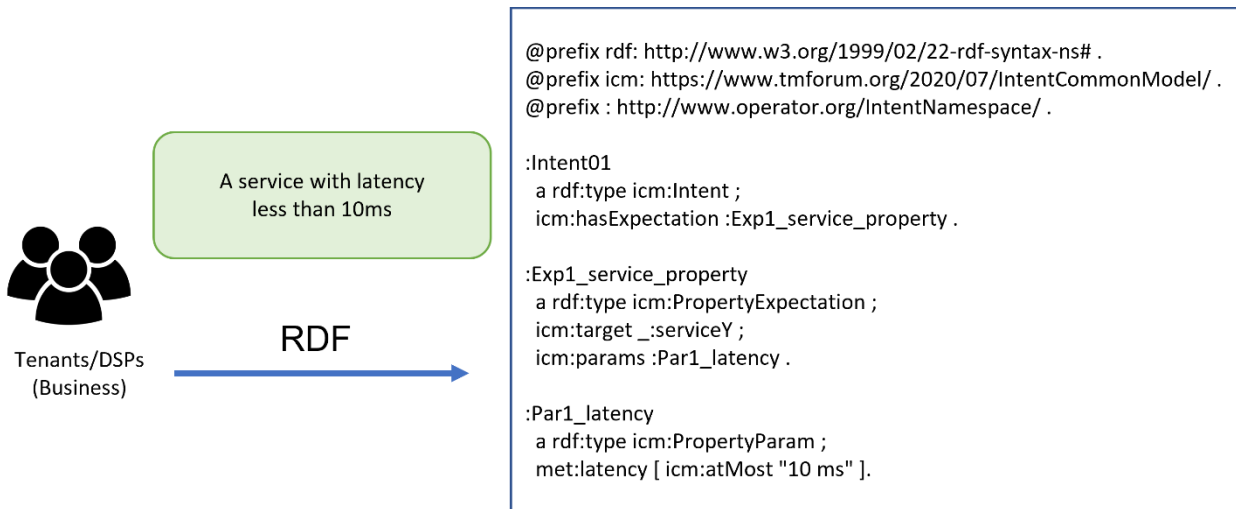 A service with latency
less than 10ms
Tenants/DSPs
(Business)
RDF
@prefix rdf: http://www.w3.org/1999/02/22-rdf-syntax-ns# .
@prefix icm: https://www.tmforum.org/2020/07/IntentCommonModel/ .
@prefix : http://www.operator.org/IntentNamespace/ .
:Intent01
a rdf:type icm:Intent ;
icm:hasExpectation :Exp1_service_property .
:Exp1_service_property
a rdf:type icm:PropertyExpectation ;
icm:target _:serviceY ;
icm:params :Par1_latency .
:Par1_latency
a rdf:type icm:PropertyParam ;
met:latency [ icm:atMost "10 ms" ].